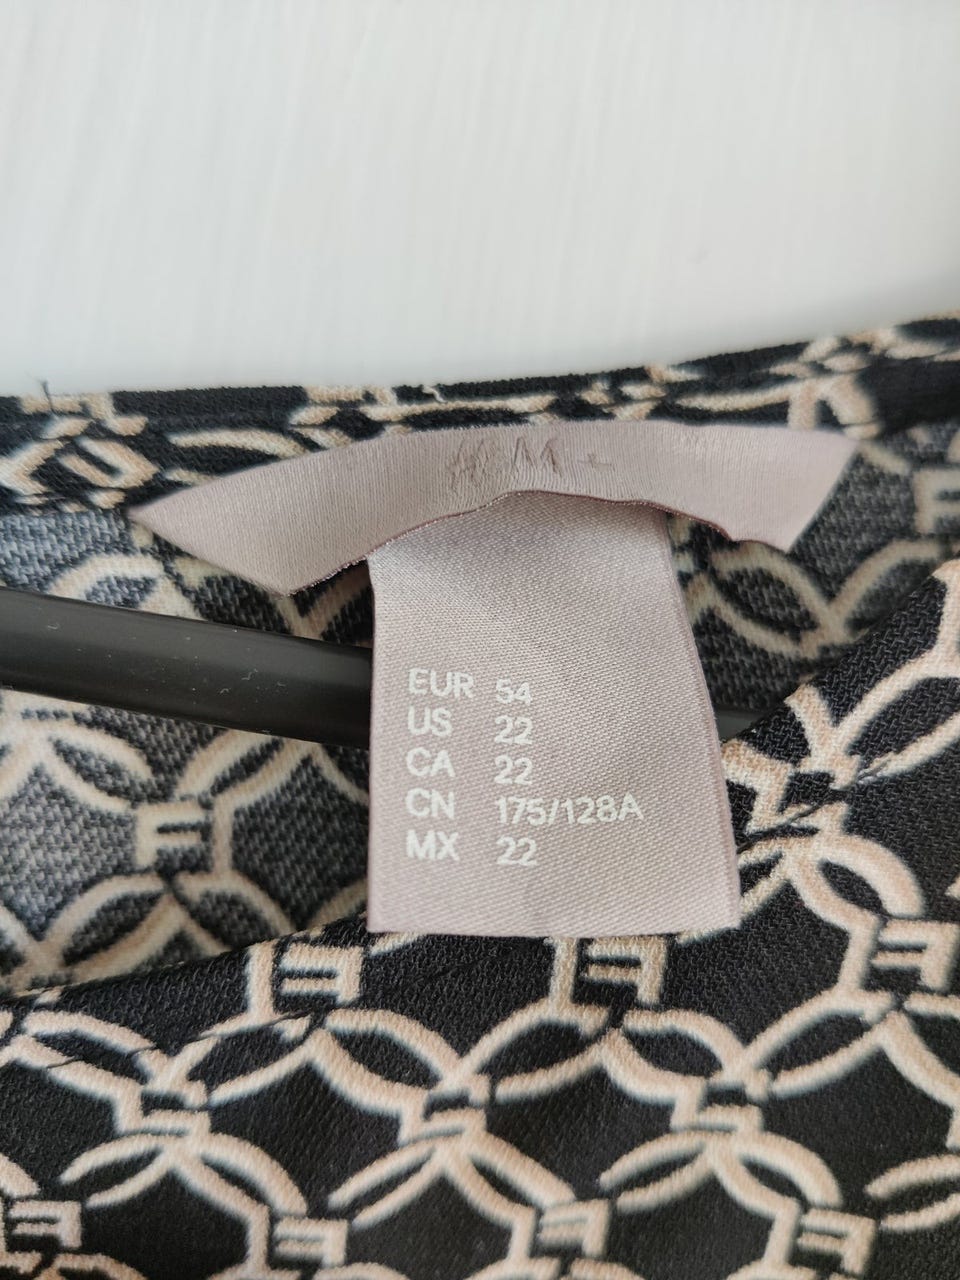 H&M+
EUR 54
US 22
CA 22
CN 175/128A
MX 22